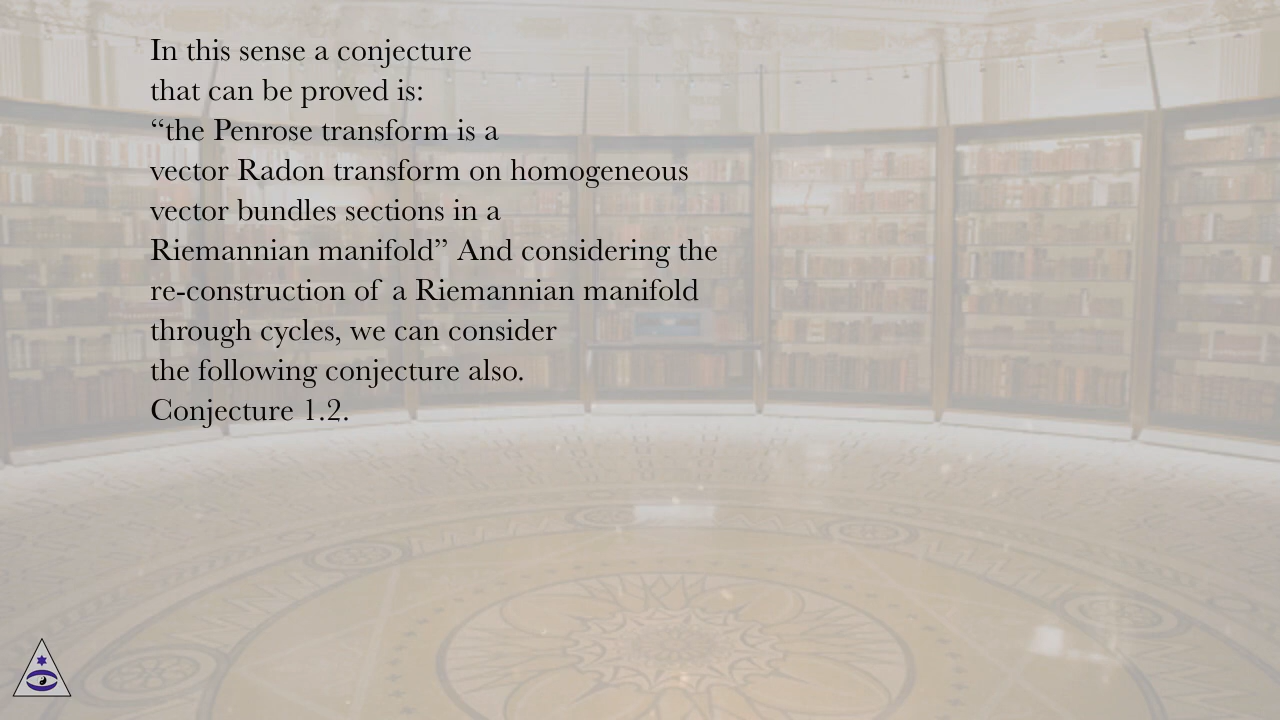 In this sense a conjecture
that can be proved is:
“the Penrose transform is a
vector Radon transform on homogeneous
vector bundles sections in a
Riemannian manifold” And considering the
re-construction of a Riemannian manifold
through cycles, we can consider
the following conjecture also.
Conjecture 1.2.